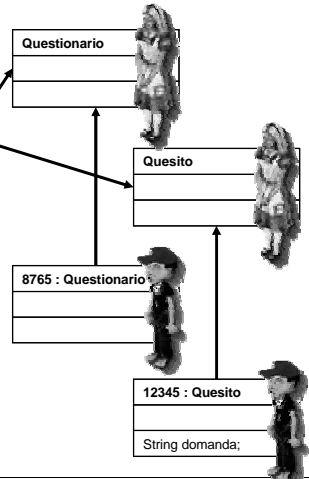 Questionario
Quesito
8765 : Questionario
12345 : Quesito
String domanda;